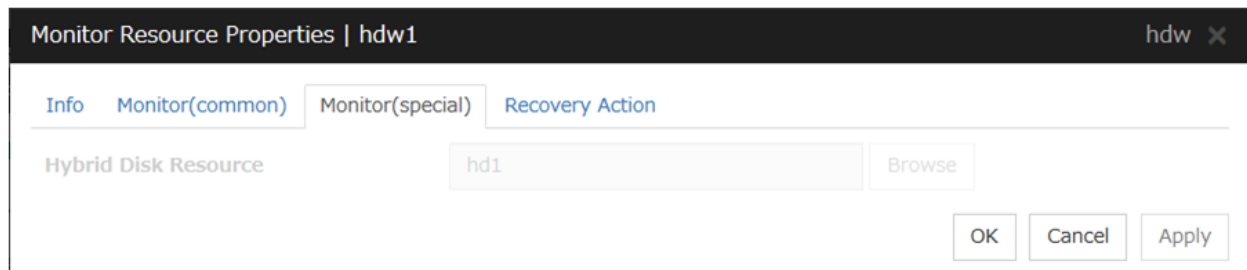 Monitor Resource Properties | hdw1 hdw ×
Info Monitor(common) Monitor(special) Recovery Action
Hybrid Disk Resource hd1 Browse
OK Cancel Apply